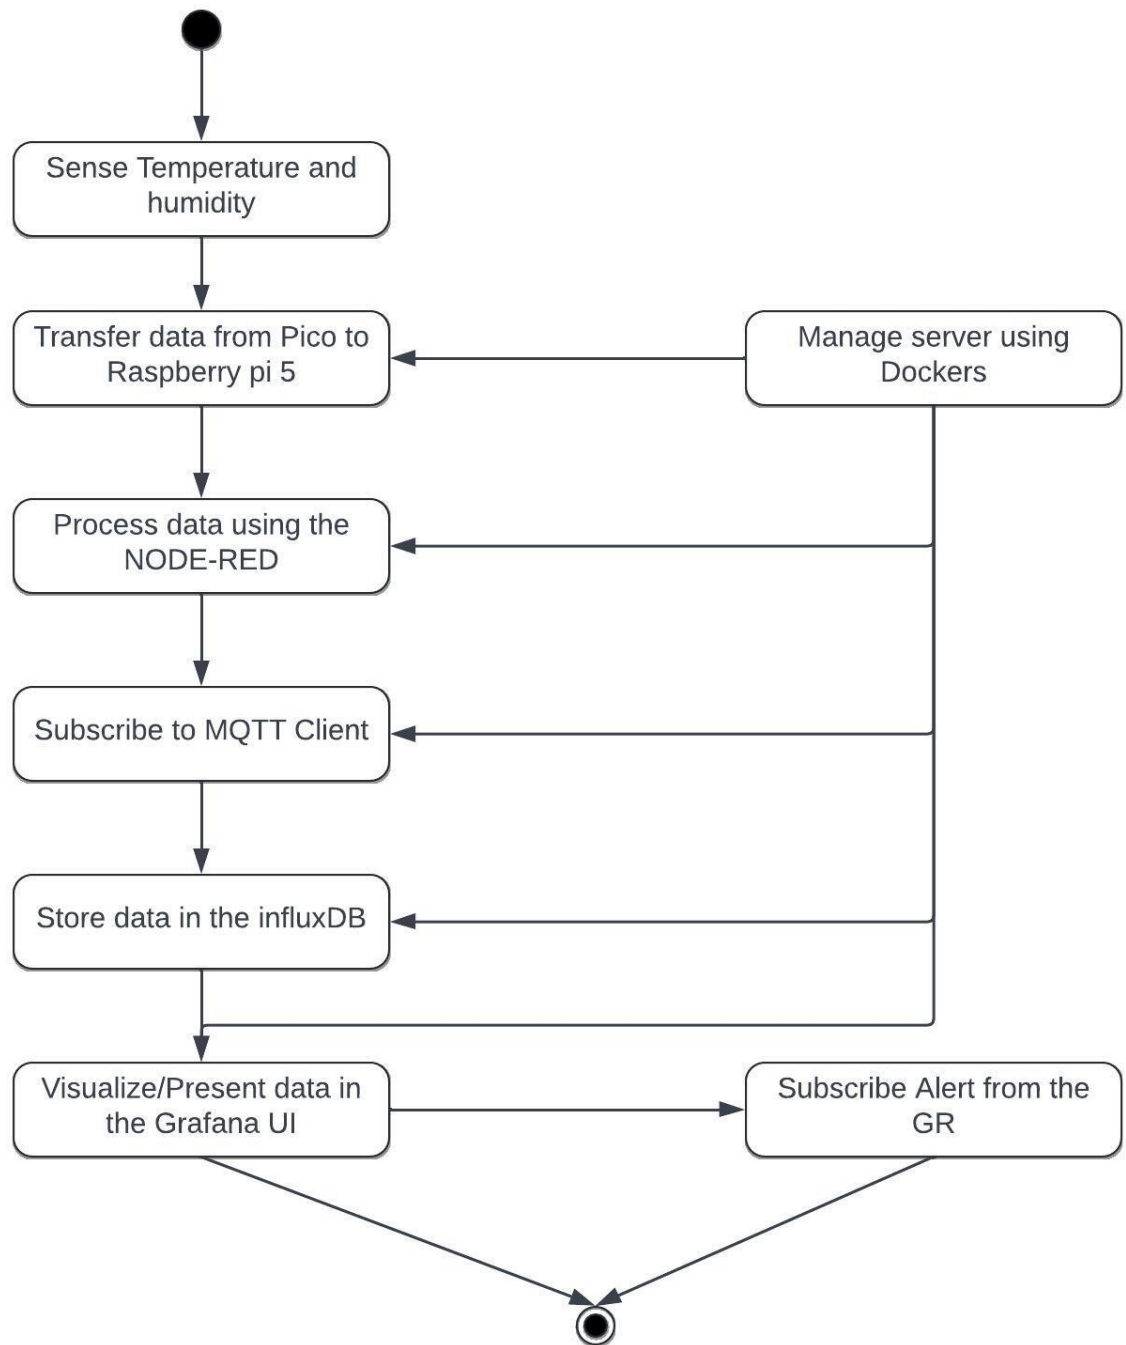 Sense Temperature and
humidity
Transfer data from Pico to
Raspberry pi 5
Manage server using
Dockers
Process data using the
NODE-RED
Subscribe to MQTT Client
Store data in the influxDB
Visualize/Present data in
the Grafana UI
Subscribe Alert from the
GR